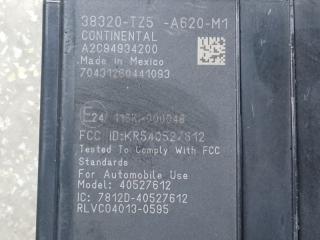 38320-TZ5 -A620-M1
CONTINENTAL
A2C94934200
Made in Mexico
70431260441093
E24
FCC ID:KR540527612
Tested To Comply With FCC
Standards
For Automobile Use
Model: 40527612
IC: 7812D-40527612
RLVC04013-0595